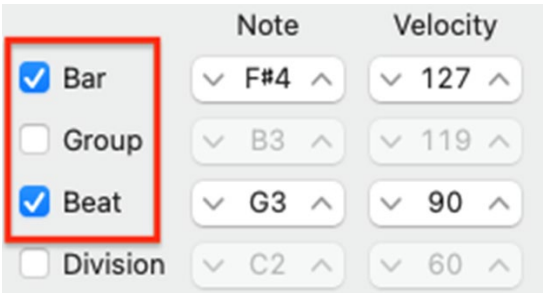 Note Velocity
Bar F#4 127
Group B3 119
Beat G3 90
Division C2 60